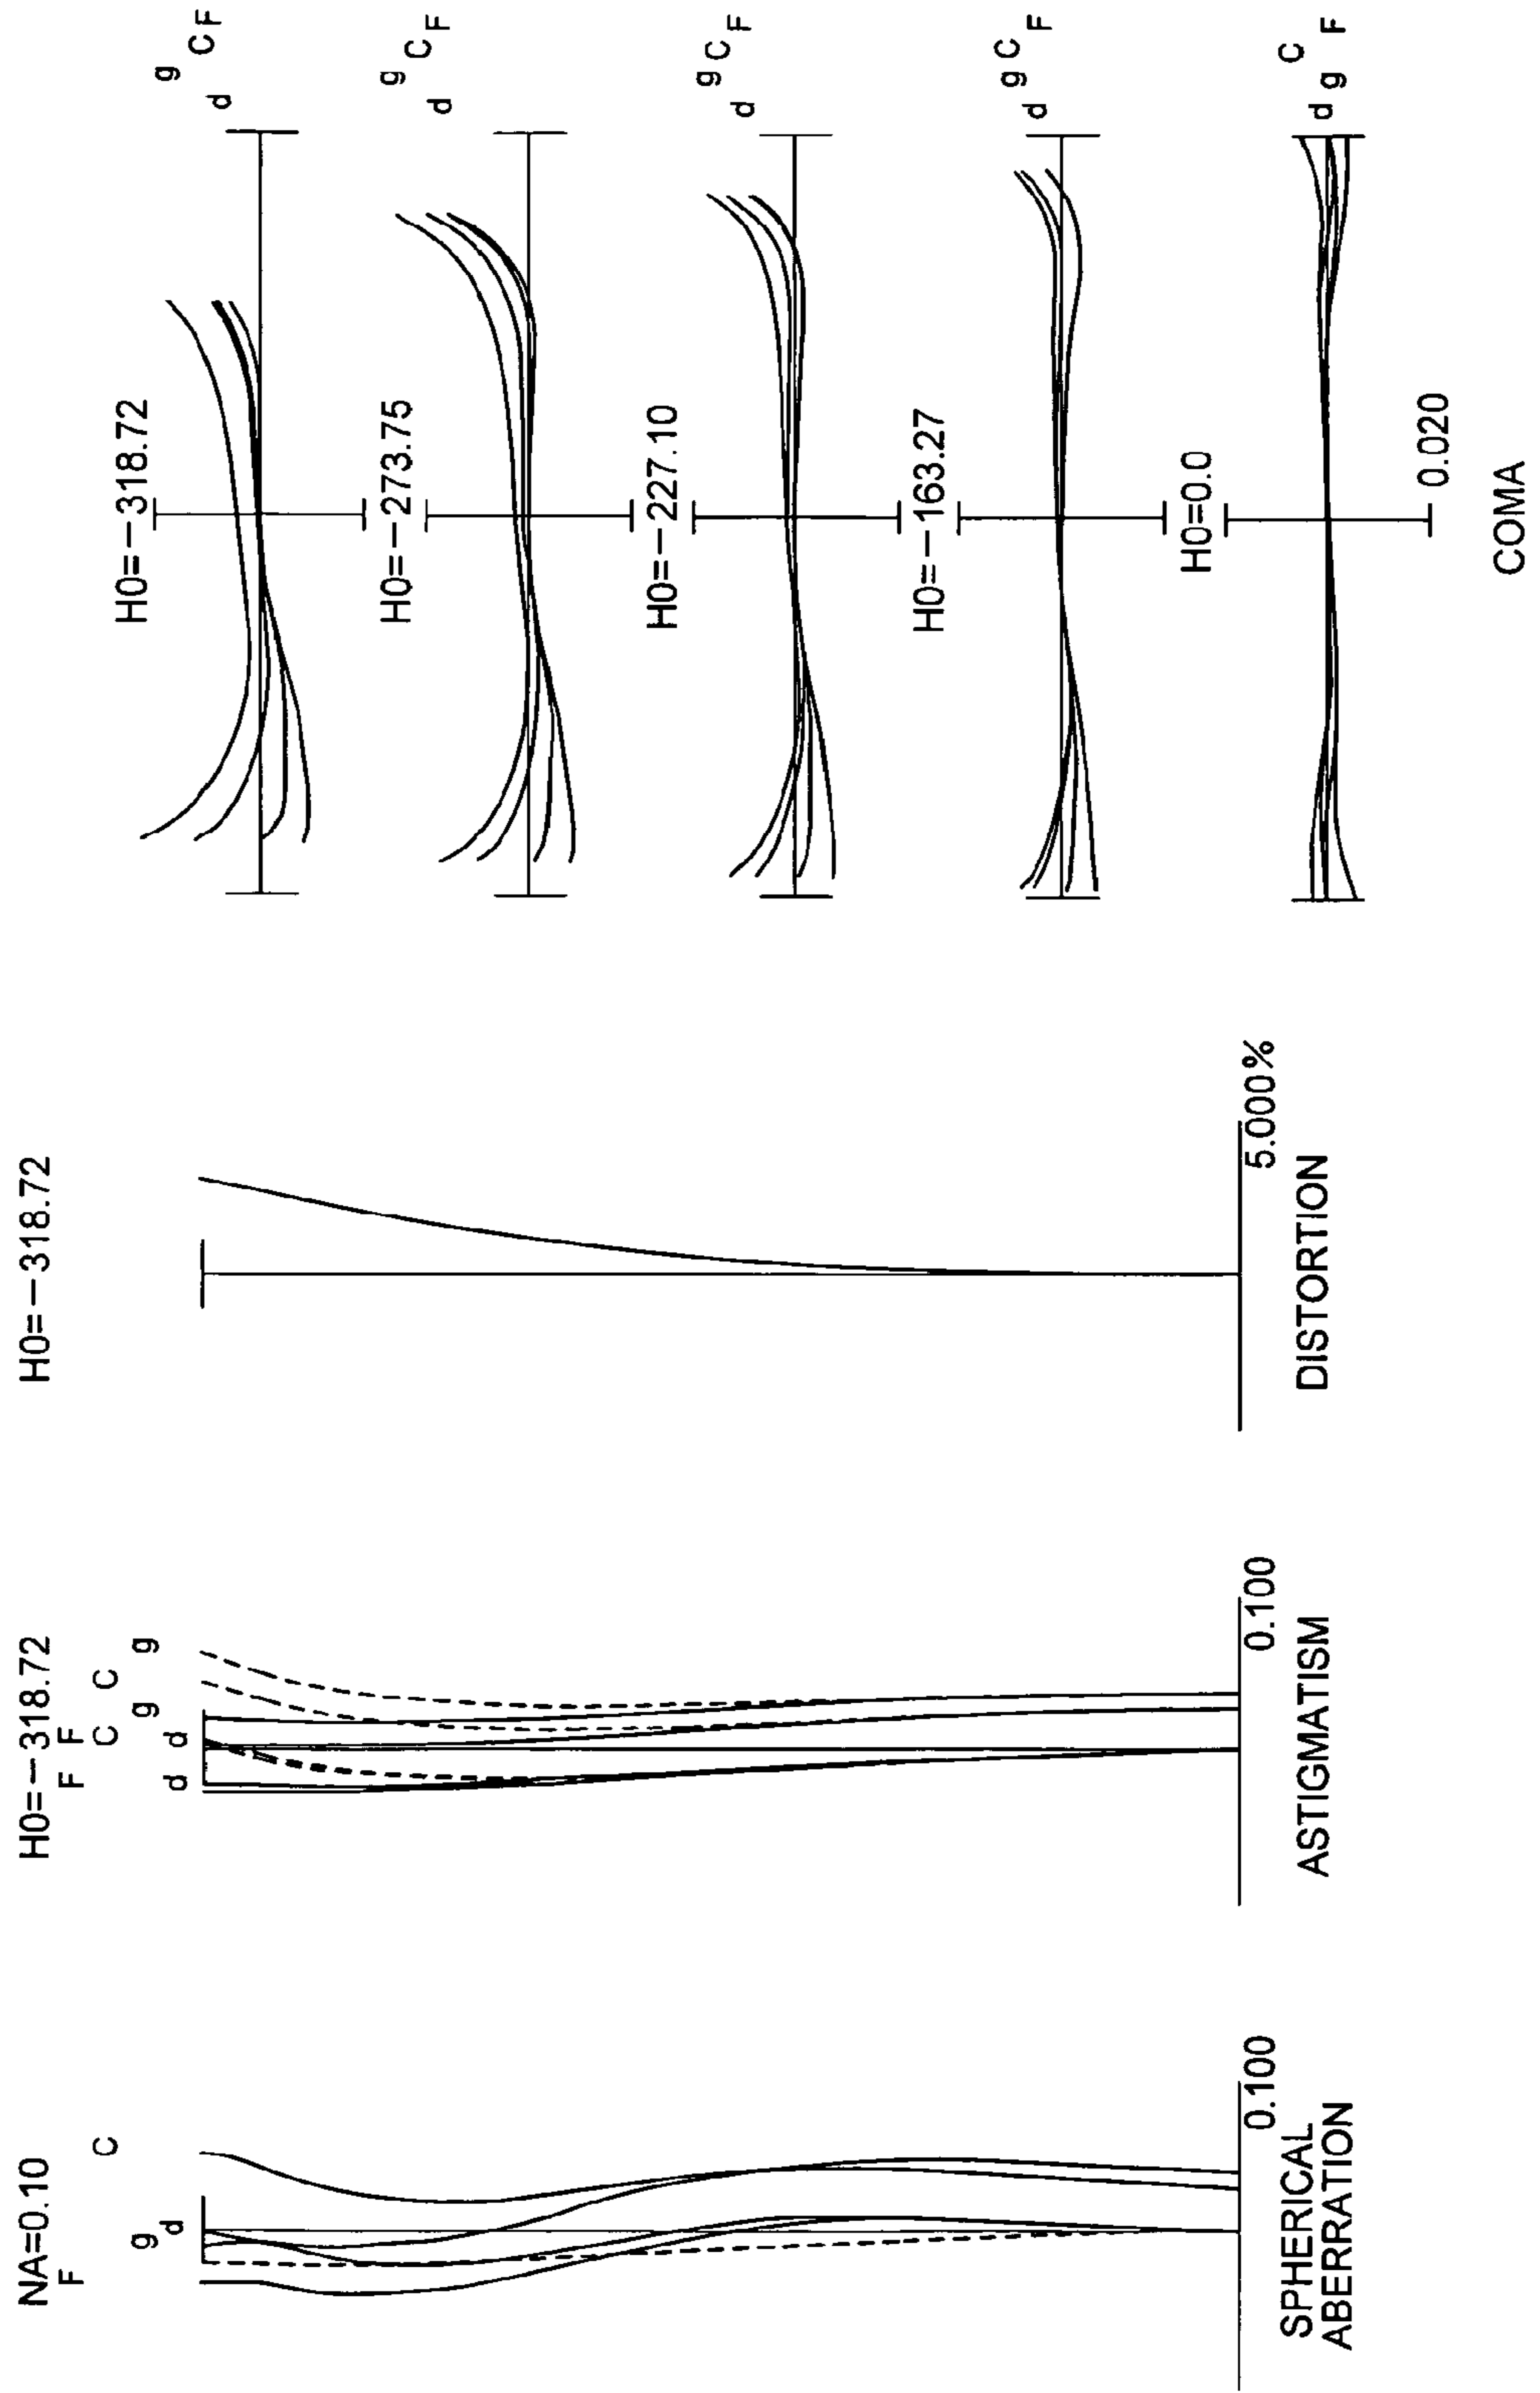 NA=0.10
F
g
d
C
0.100
SPHERICAL
ABERRATION
H0=−318.72
F F
C C
d d
g g
0.100
ASTIGMATISM
H0=−318.72
5.000%
DISTORTION
H0=−318.72
g
d
C F
H0=−273.75
g
d
C F
H0=−227.10
g
d
C F
H0=−163.27
g
d
C F
H0=0.0
C
d g F
0.020
COMA